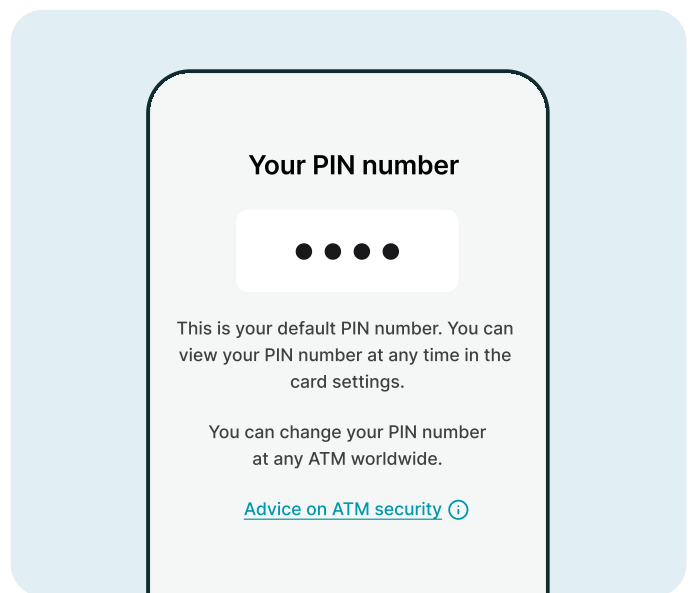 Your PIN number
This is your default PIN number. You can
view your PIN number at any time in the
card settings.
You can change your PIN number
at any ATM worldwide.
Advice on ATM security